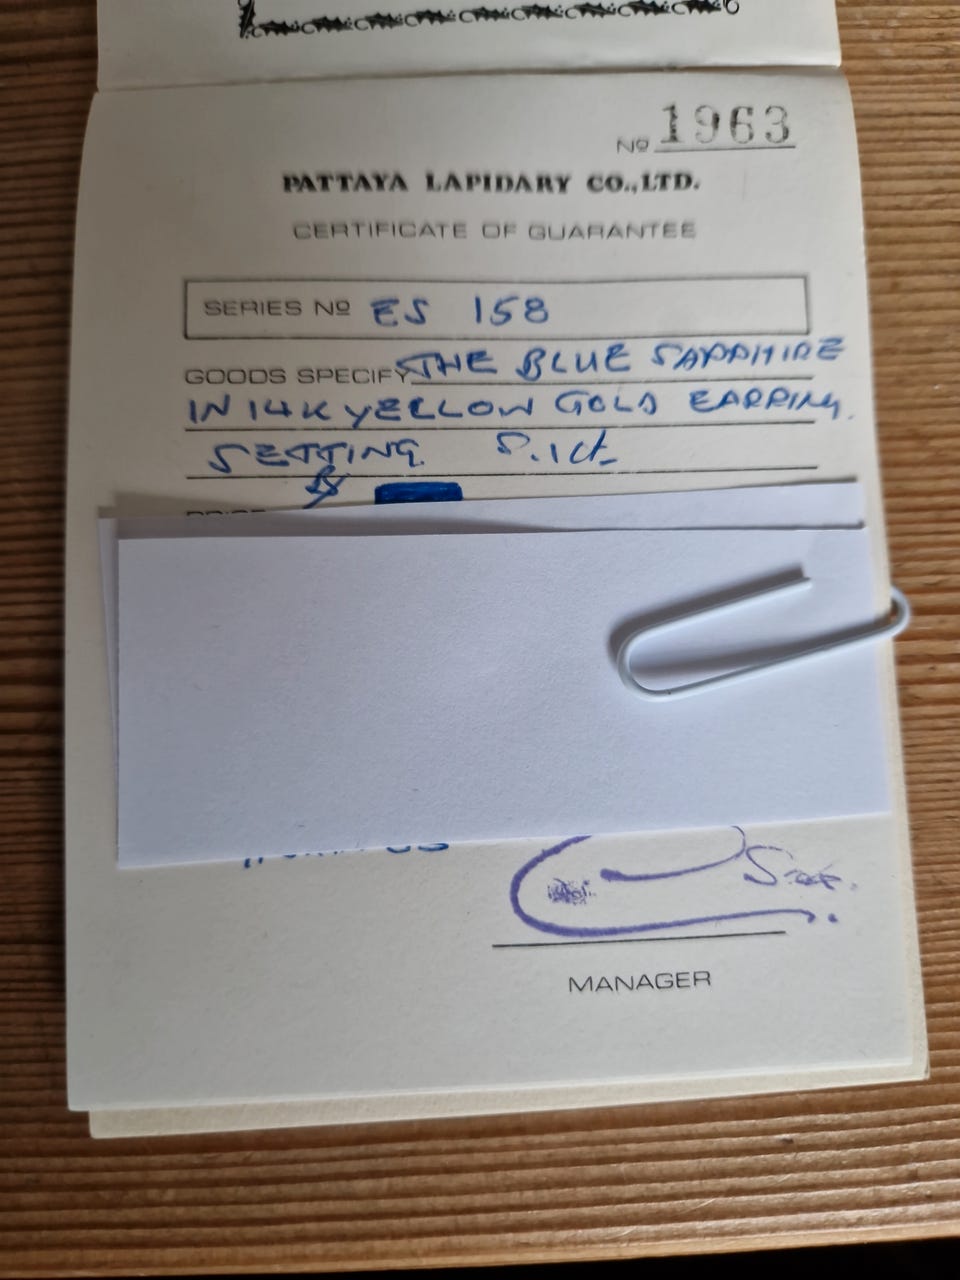 Nº 1963
PATTAYA LAPIDARY CO.,LTD.
CERTIFICATE OF GUARANTEE
SERIES Nº ES 158
GOODS SPECIFY THE BLUE SAPPHIRE
IN 14K YELLOW GOLD EARRING
SETTING
MANAGER